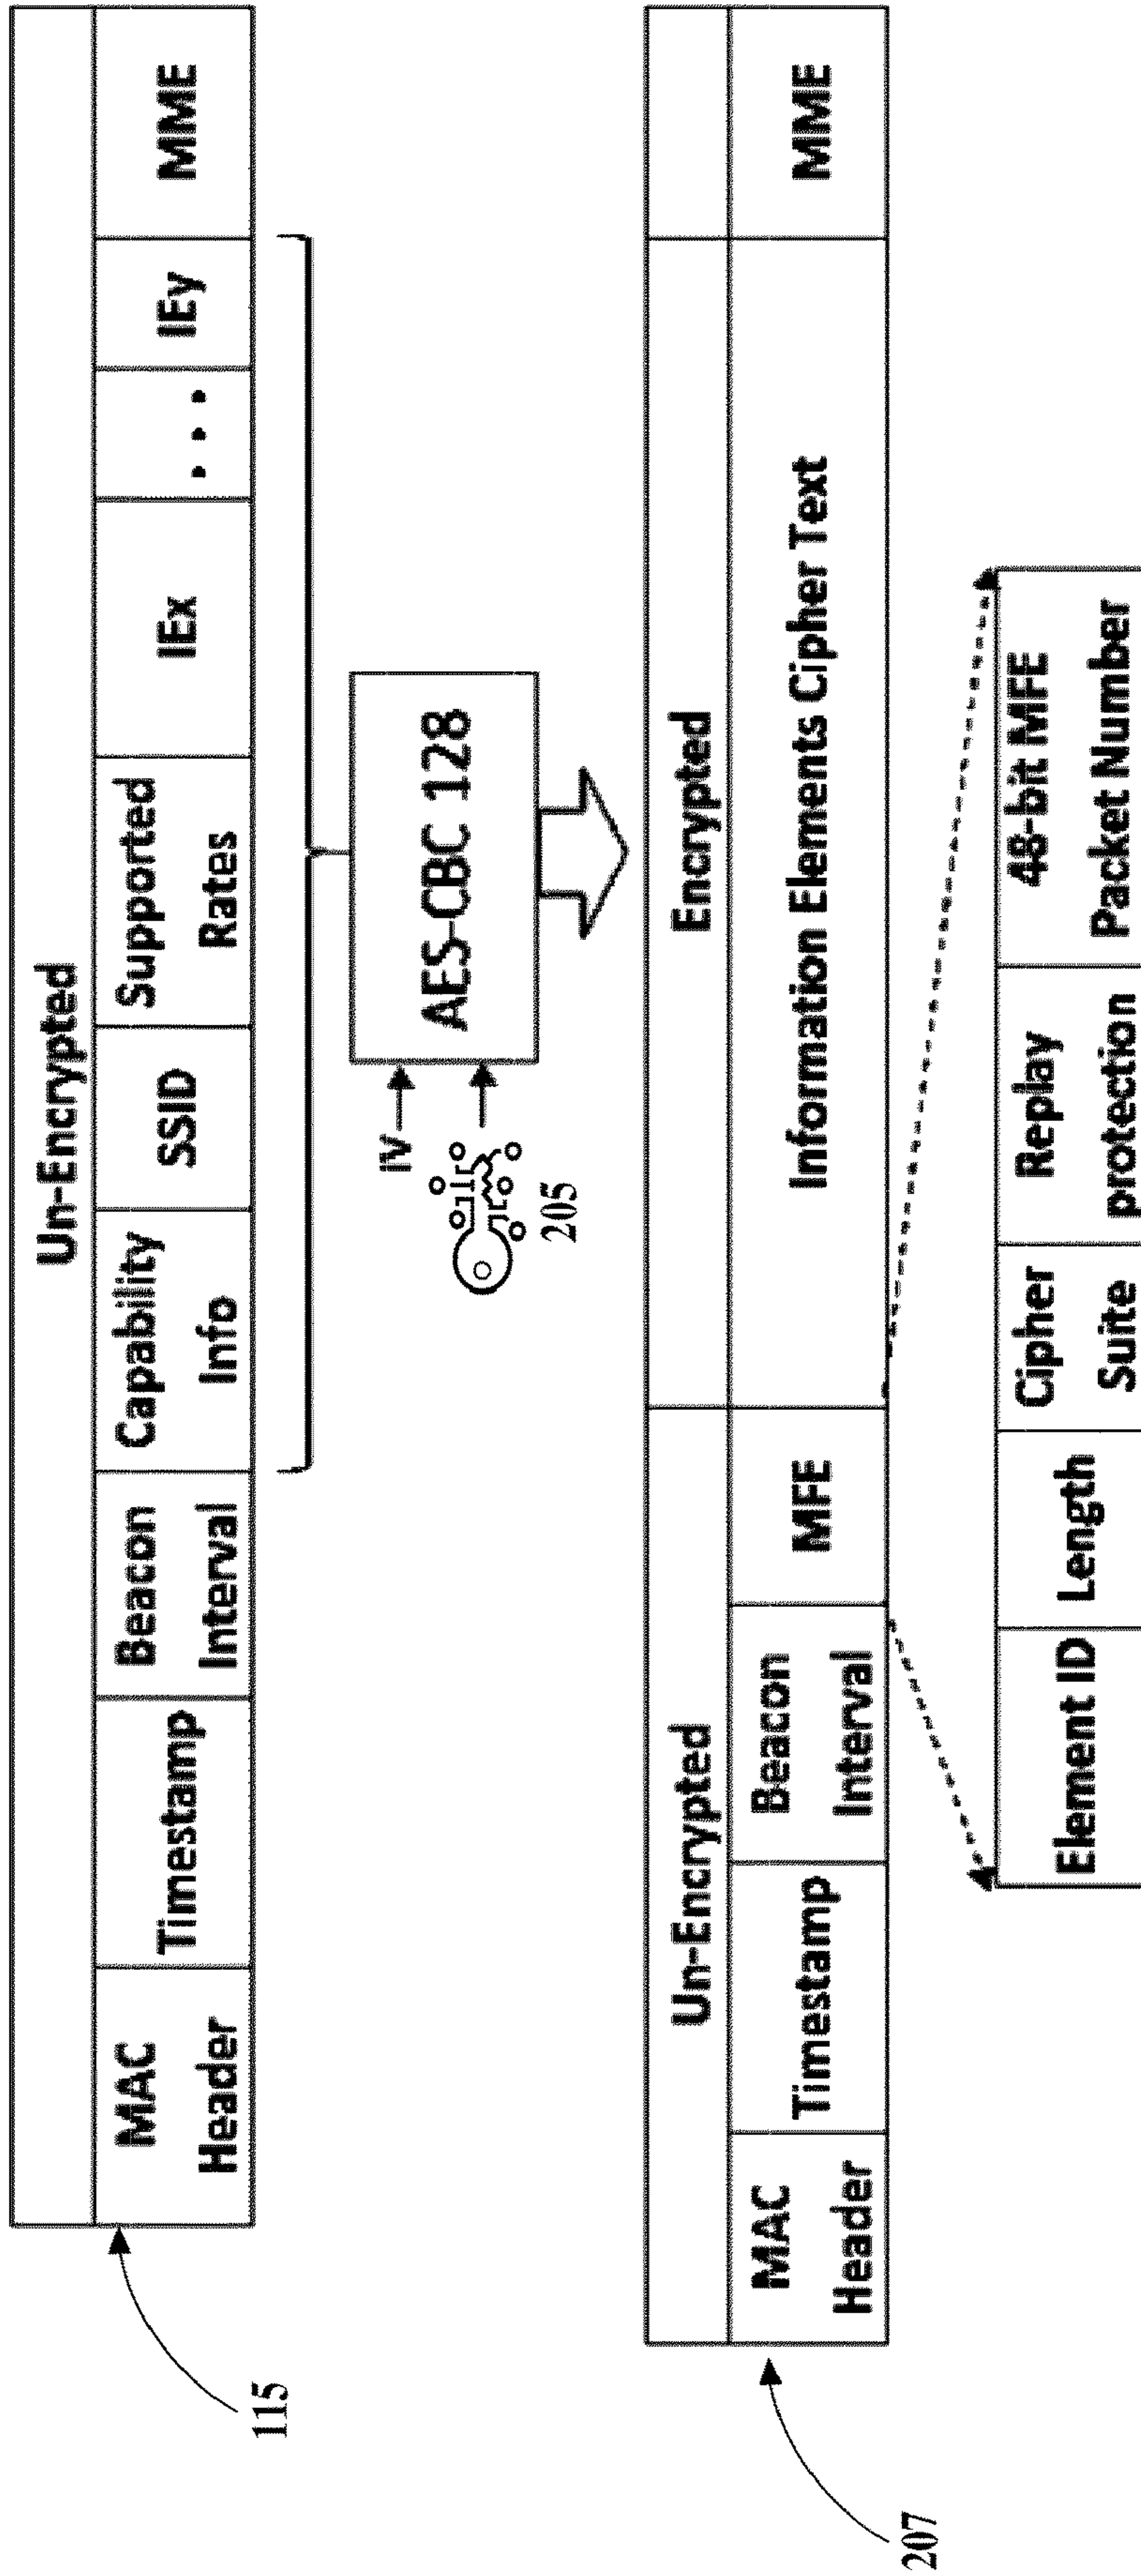 Un-Encrypted
MAC
Header
Timestamp
Beacon
Interval
Capability
Info
SSID
Supported
Rates
IEx
...
IEy
MME
115
IV
205
AES-CBC 128
Un-Encrypted
Encrypted
MAC
Header
Timestamp
Beacon
Interval
MFE
Information Elements Cipher Text
MME
207
Element ID
Length
Cipher
Suite
Replay
protection
48-bit MFE
Packet Number